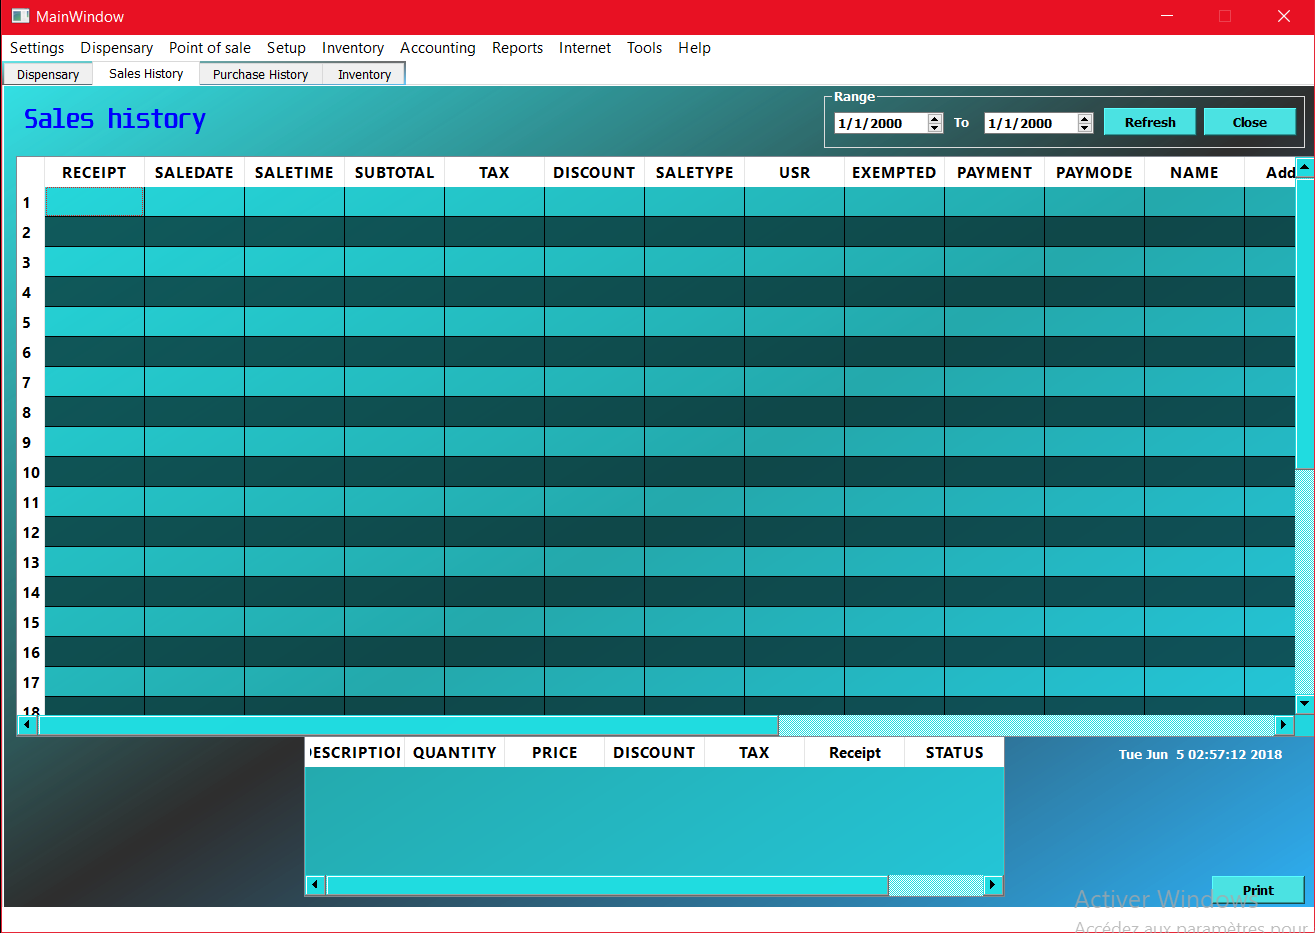 MainWindow
Settings Dispensary Point of sale Setup Inventory Accounting Reports Internet Tools Help
Dispensary Sales History Purchase History Inventory
Sales history
Range
1/1/2000 To 1/1/2000 Refresh Close
RECEIPT SALEDATE SALETIME SUBTOTAL TAX DISCOUNT SALETYPE USR EXEMPTED PAYMENT PAYMODE NAME Add
1
2
3
4
5
6
7
8
9
10
11
12
13
14
15
16
17
18
DESCRIPTION QUANTITY PRICE DISCOUNT TAX Receipt STATUS
Tue Jun 5 02:57:12 2018
Print
Activer Windows
Accédez aux paramètres pour